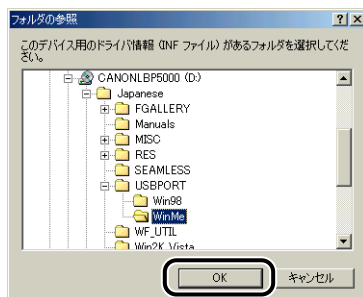 フォルダの参照
このデバイス用のドライバ情報 (INF ファイル) があるフォルダを選択してくだ
さい。
CANONLBP5000 (D:)
Japanese
FGALLERY
Manuals
MISC
RES
SEAMLESS
USBPORT
Win98
WinMe
WF_UTIL
Win2K_Vista
OK
キャンセル